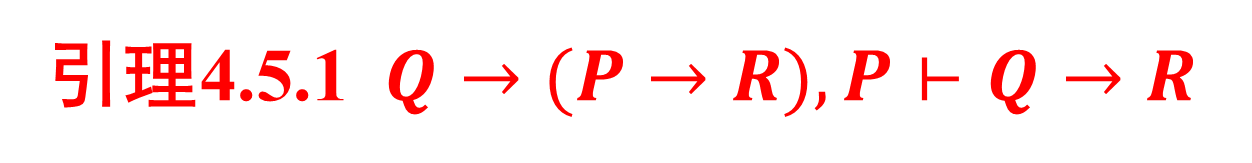 引理4.5.1 Q → (P → R), P ⊢ Q → R